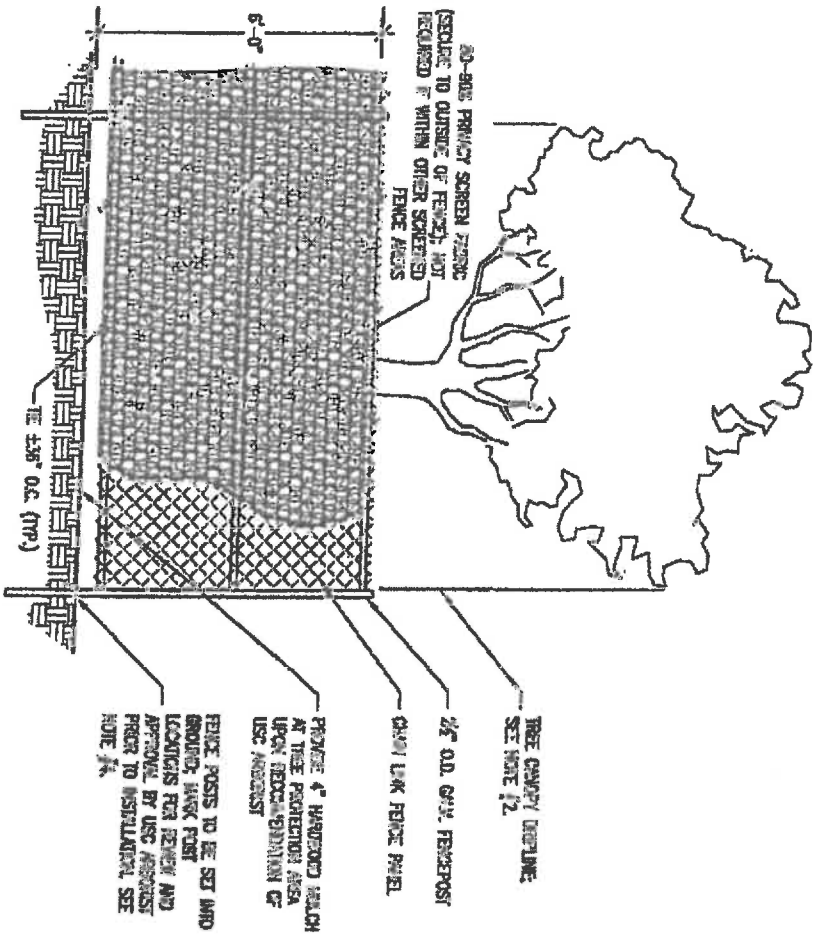 80-90% PRIVACY SCREEN FABRIC
(SECURE TO OUTSIDE OF FENCE); NOT
REQUIRED IF WITHIN OTHER SCREENED
FENCE AREAS
6'-0"
TIE ±36" O.C. (TYP.)
TREE CANOPY DRIPLINE;
SEE NOTE #2.
O.D. GALV. FENCEPOST
CHAIN LINK FENCE PANEL
PROVIDE 4" HARDWOOD MULCH
AT TREE PROTECTION AREA
UPON RECOMMENDATION OF
USC ARBORIST
FENCE POSTS TO BE SET INTO
GROUND; MARK POST
LOCATIONS FOR REVIEW AND
APPROVAL BY USC ARBORIST
PRIOR TO INSTALLATION. SEE
NOTE #4.